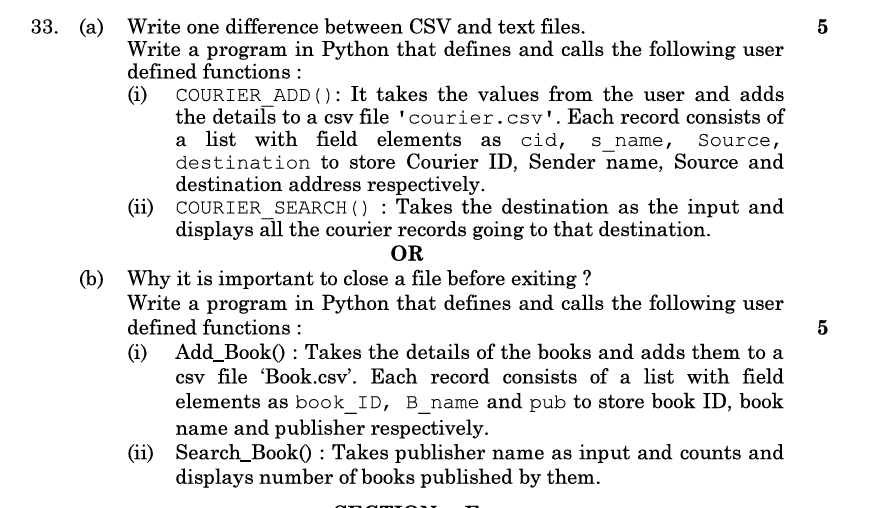 33. (a) Write one difference between CSV and text files. 5
Write a program in Python that defines and calls the following user
defined functions :
(i) COURIER_ADD(): It takes the values from the user and adds
the details to a csv file 'courier.csv'. Each record consists of
a list with field elements as cid, s_name, Source,
destination to store Courier ID, Sender name, Source and
destination address respectively.
(ii) COURIER_SEARCH() : Takes the destination as the input and
displays all the courier records going to that destination.
OR
(b) Why it is important to close a file before exiting ?
Write a program in Python that defines and calls the following user
defined functions : 5
(i) Add_Book() : Takes the details of the books and adds them to a
csv file ‘Book.csv’. Each record consists of a list with field
elements as book_ID, B_name and pub to store book ID, book
name and publisher respectively.
(ii) Search_Book() : Takes publisher name as input and counts and
displays number of books published by them.